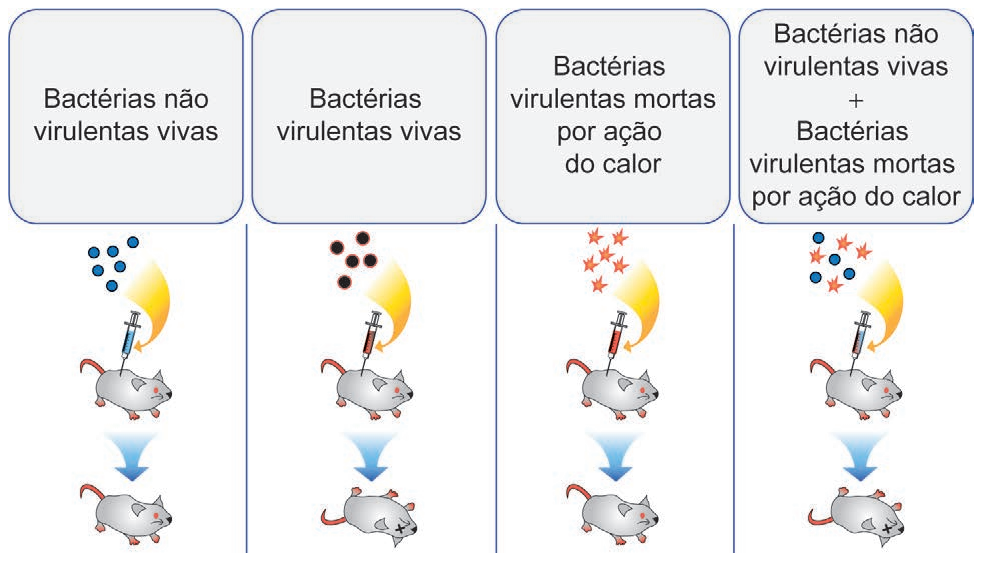 Bactérias não
virulentas vivas
Bactérias
virulentas vivas
Bactérias
virulentas mortas
por ação
do calor
Bactérias não
virulentas vivas
+
Bactérias
virulentas mortas
por ação do calor